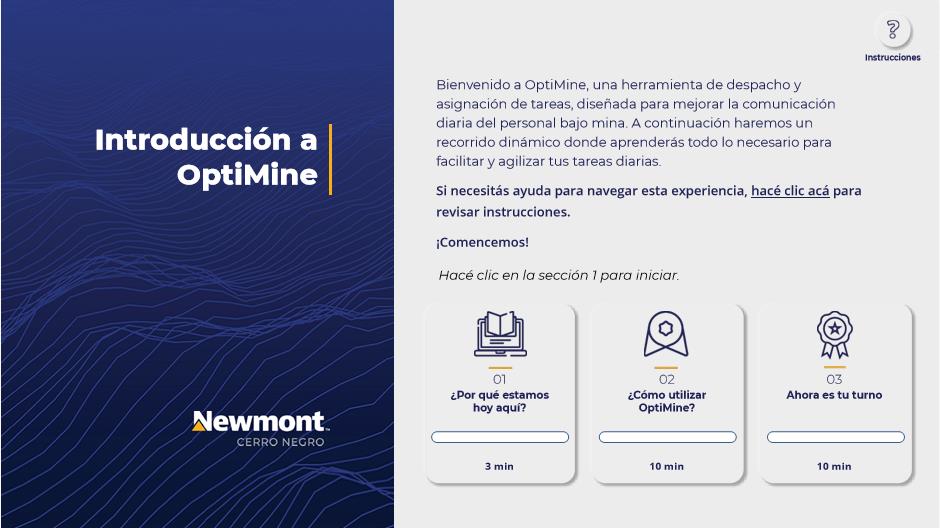 Introducción a
OptiMine
Newmont™
CERRO NEGRO
?
Instrucciones
Bienvenido a OptiMine, una herramienta de despacho y
asignación de tareas, diseñada para mejorar la comunicación
diaria del personal bajo mina. A continuación haremos un
recorrido dinámico donde aprenderás todo lo necesario para
facilitar y agilizar tus tareas diarias.
Si necesitás ayuda para navegar esta experiencia, hacé clic acá para
revisar instrucciones.
¡Comencemos!
Hacé clic en la sección 1 para iniciar.
01
¿Por qué estamos
hoy aquí?
3 min
02
¿Cómo utilizar
OptiMine?
10 min
03
Ahora es tu turno
10 min